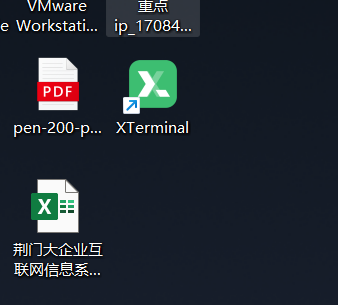 VMware
重点
e Workstati...
ip_17084...
PDF
pen-200-p...
XTerminal
X
荆门大企业互
联网信息系...